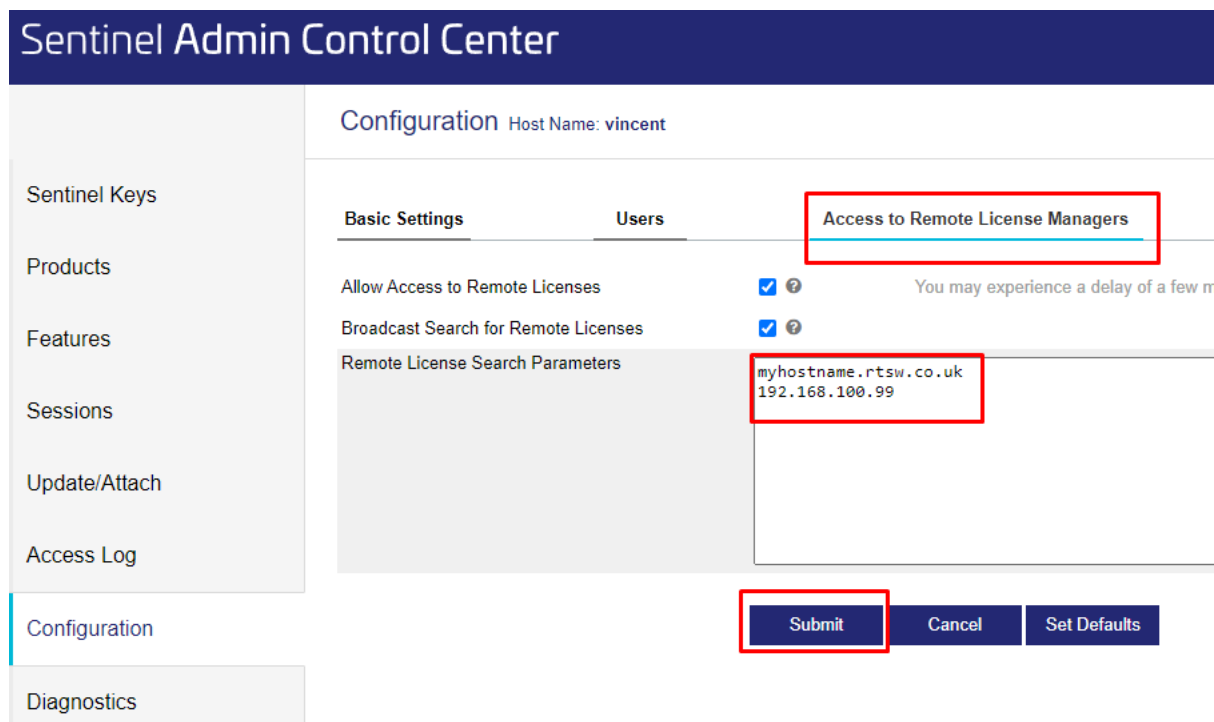 Sentinel Admin Control Center
Configuration Host Name: vincent
Sentinel Keys
Products
Features
Sessions
Update/Attach
Access Log
Configuration
Diagnostics
Basic Settings Users Access to Remote License Managers
Allow Access to Remote Licenses You may experience a delay of a few
Broadcast Search for Remote Licenses
Remote License Search Parameters
myhostname.rtsw.co.uk
192.168.100.99
Submit Cancel Set Defaults